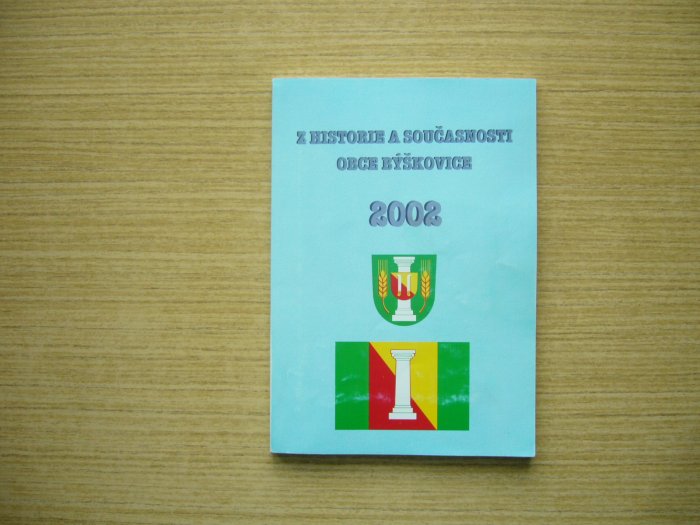 Z HISTORIE A SOUČASNOSTI
OBCE BÝŠKOVICE
2002